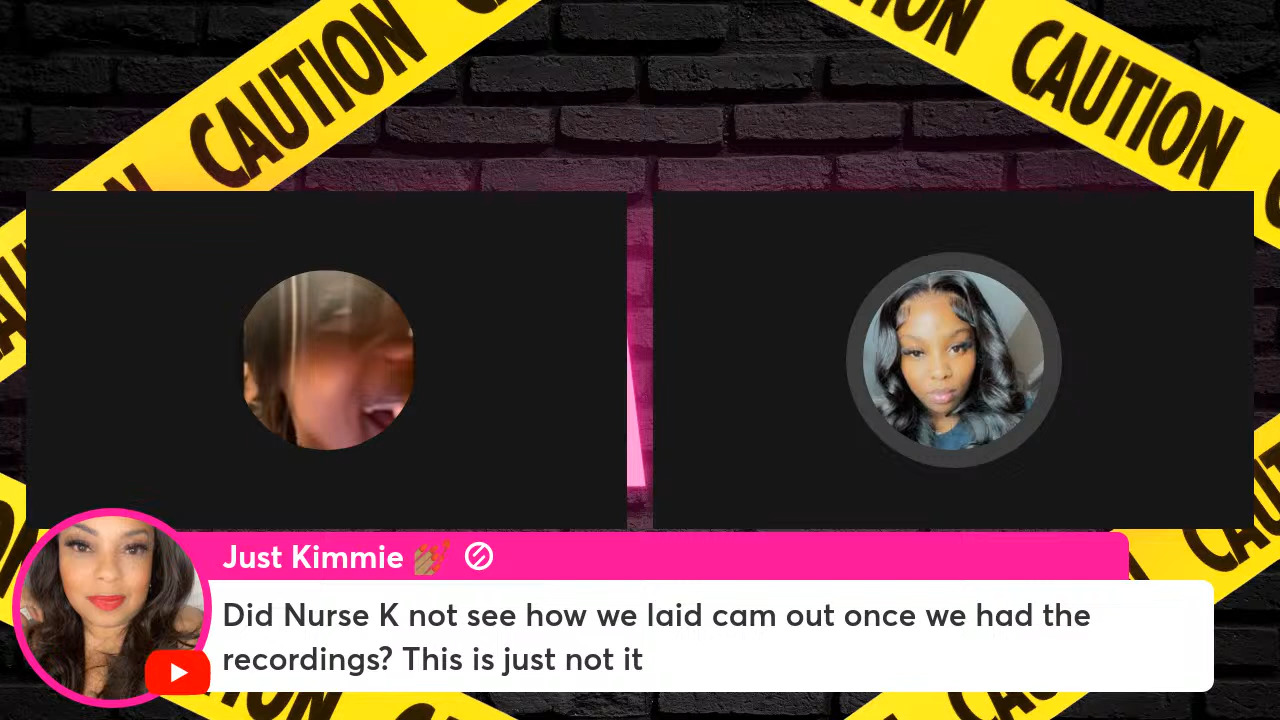 CAUTION
CAUTION
CAUTION
Just Kimmie 💅🏽
Did Nurse K not see how we laid cam out once we had the
recordings? This is just not it